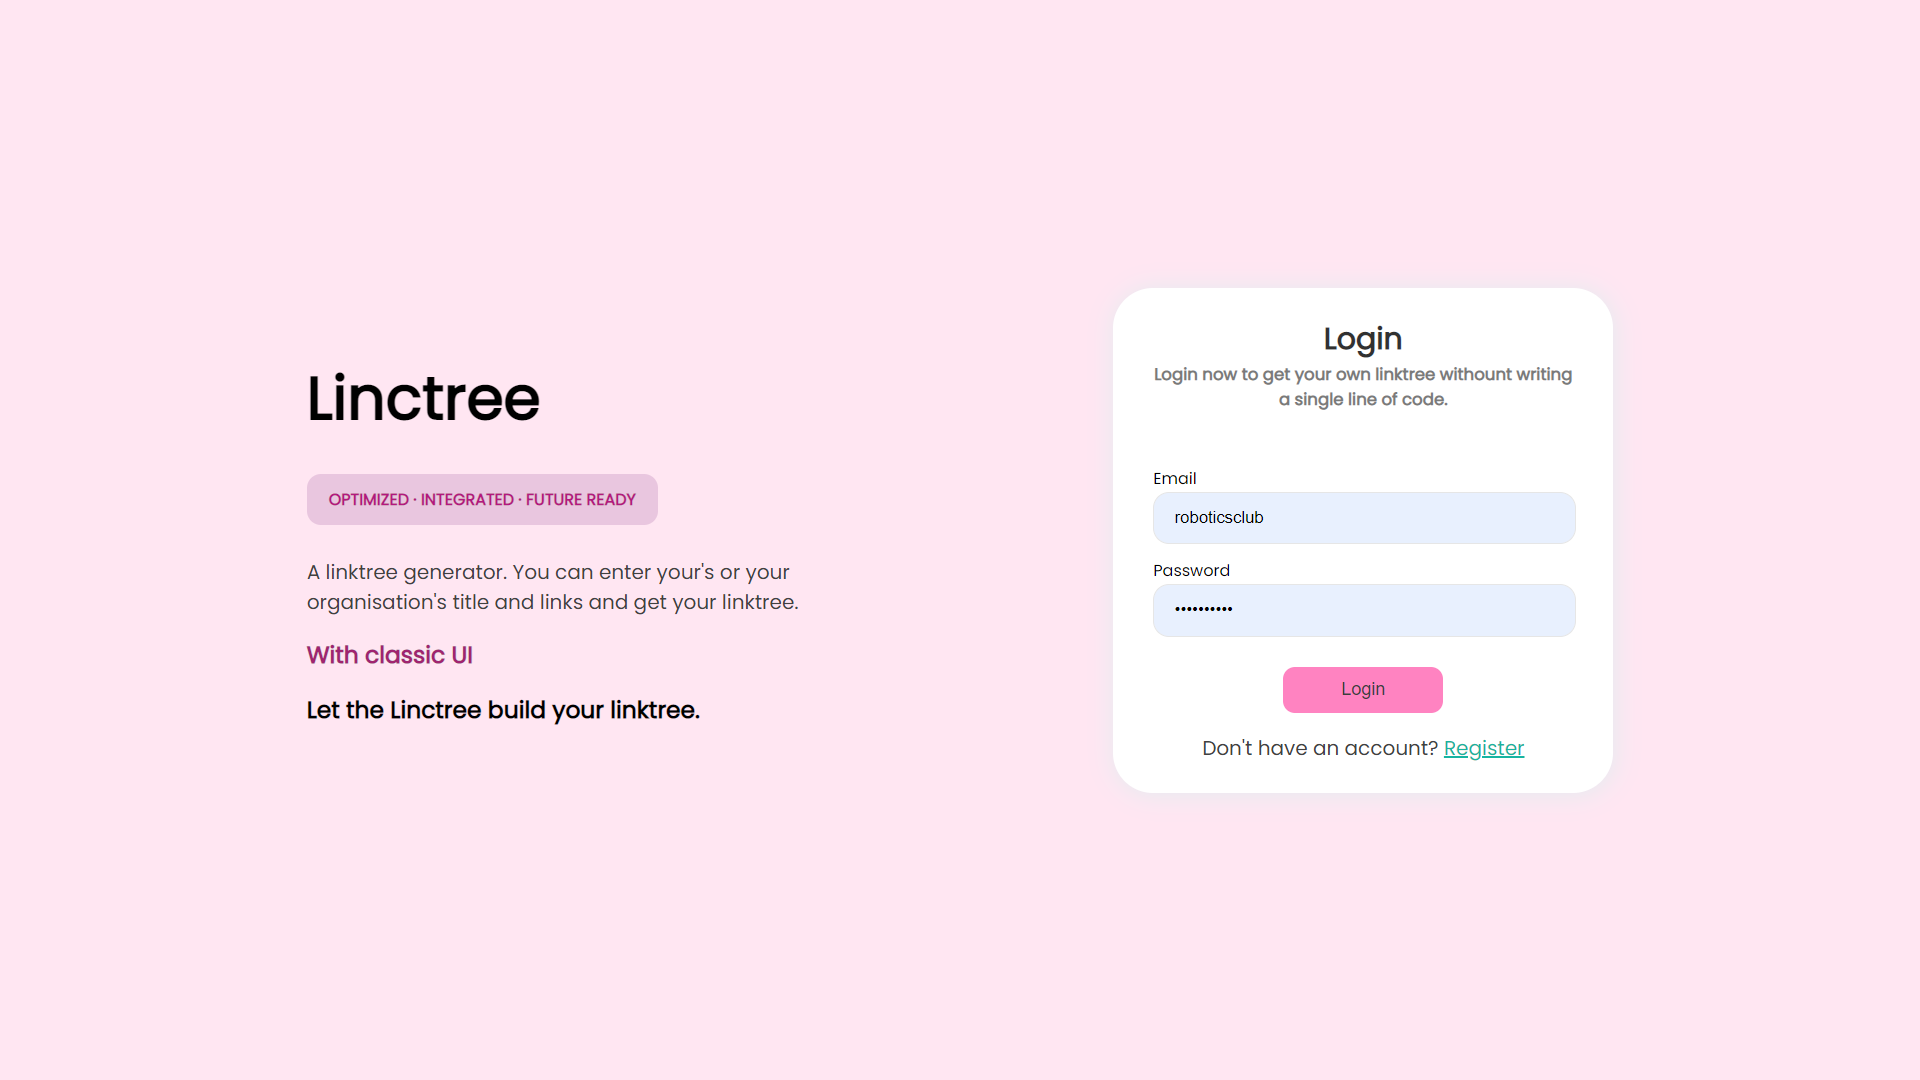 Linctree
OPTIMIZED · INTEGRATED · FUTURE READY
A linktree generator. You can enter your's or your
organisation's title and links and get your linktree.
With classic UI
Let the Linctree build your linktree.
Login
Login now to get your own linktree withount writing
a single line of code.
Email
roboticsclub
Password
••••••••••
Login
Don't have an account? Register